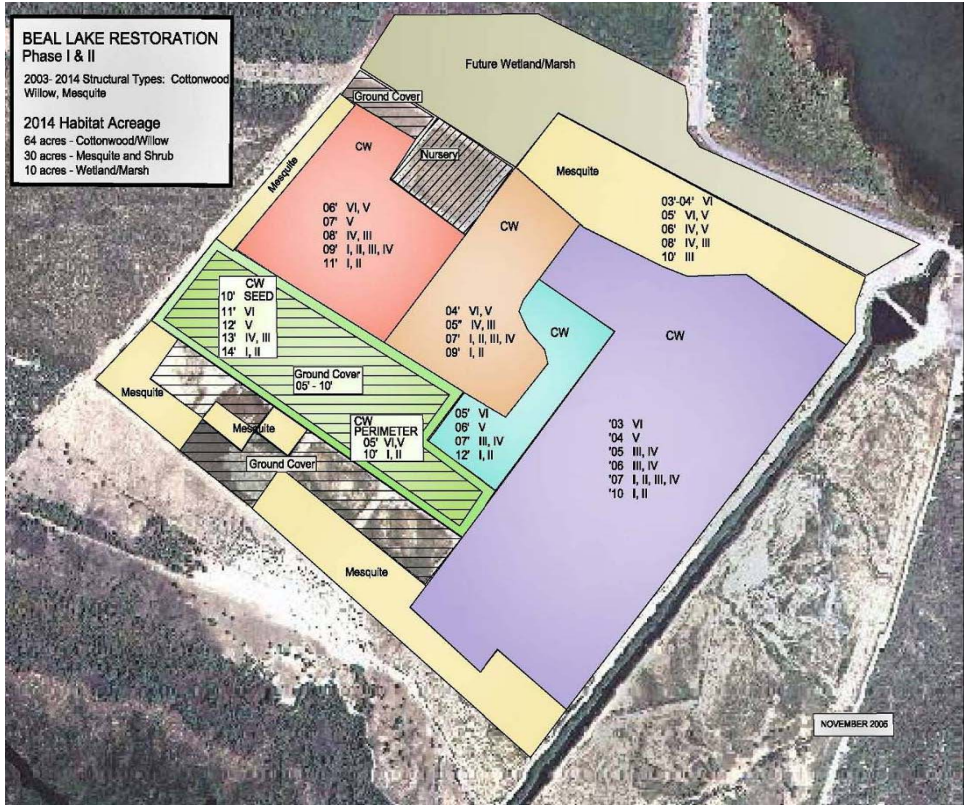 BEAL LAKE RESTORATION
Phase I & II
2003- 2014 Structural Types: Cottonwood
Willow, Mesquite
2014 Habitat Acreage
64 acres - Cottonwood/Willow
30 acres - Mesquite and Shrub
10 acres - Wetland/Marsh
Future Wetland/Marsh
Ground Cover
Nursery
CW
Mesquite
06' VI, V
07' V
08' IV, III
09' I, II, III, IV
11' I, II
Mesquite
03'-04' VI
05' VI, V
06' IV, V
08' IV, III
10' III
CW
04' VI, V
05" IV, III
07' I, II, III, IV
09' I, II
CW
10' SEED
11' VI
12' V
13' IV, III
14' I, II
Ground Cover
05' - 10'
CW
PERIMETER
05' VI,V
10' I, II
CW
05' VI
06' V
07' III, IV
12' I, II
CW
'03 VI
'04 V
'05 III, IV
'06 III, IV
'07 I, II, III, IV
'10 I, II
Mesquite
Mesquite
Ground Cover
Mesquite
NOVEMBER 2005